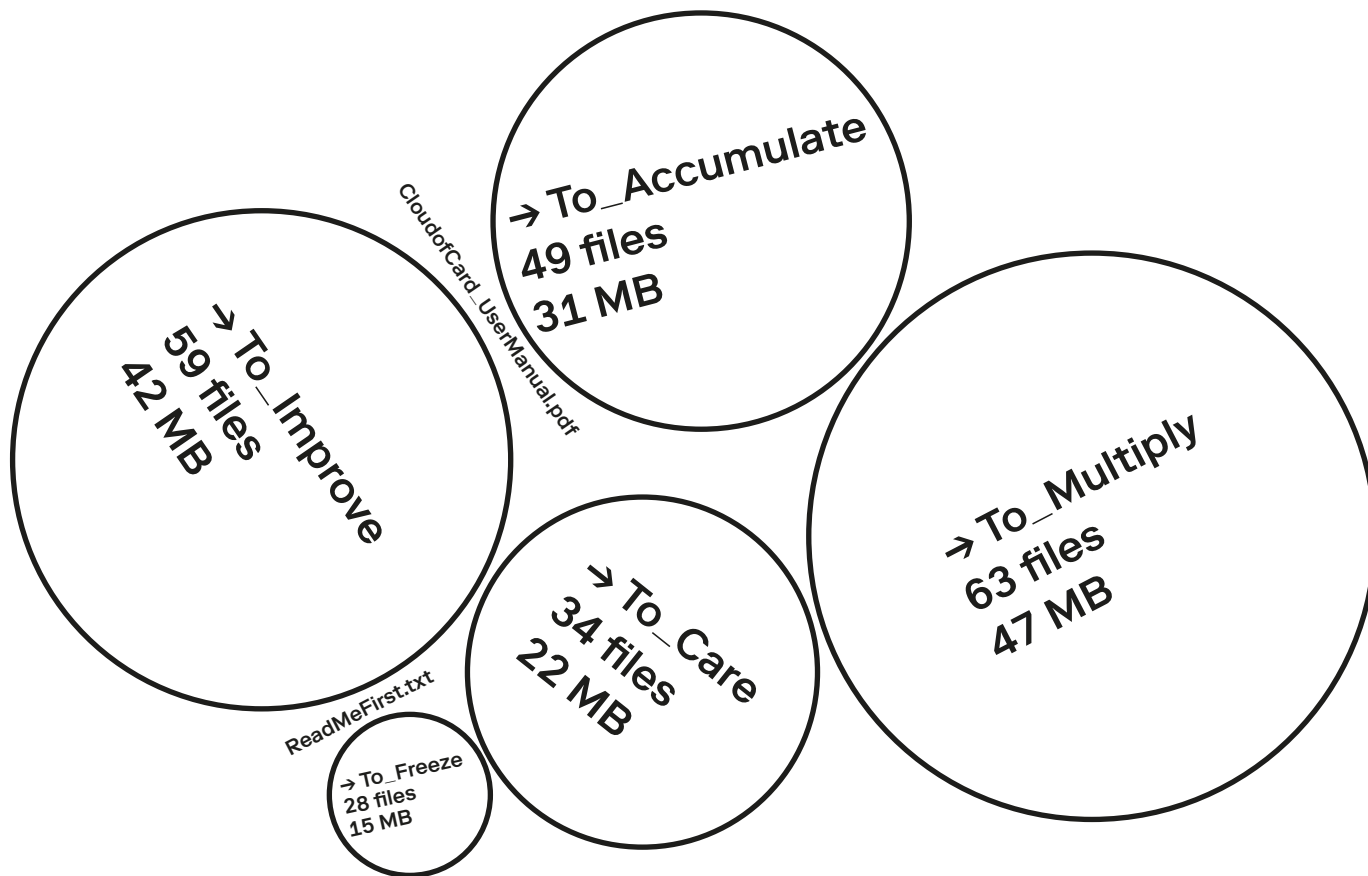 → To_Accumulate
49 files
31 MB
CloudofCard_UserManual.pdf
→ To_Improve
59 files
42 MB
→ To_Multiply
63 files
47 MB
→ To_Care
34 files
22 MB
ReadMeFirst.txt
→ To_Freeze
28 files
15 MB